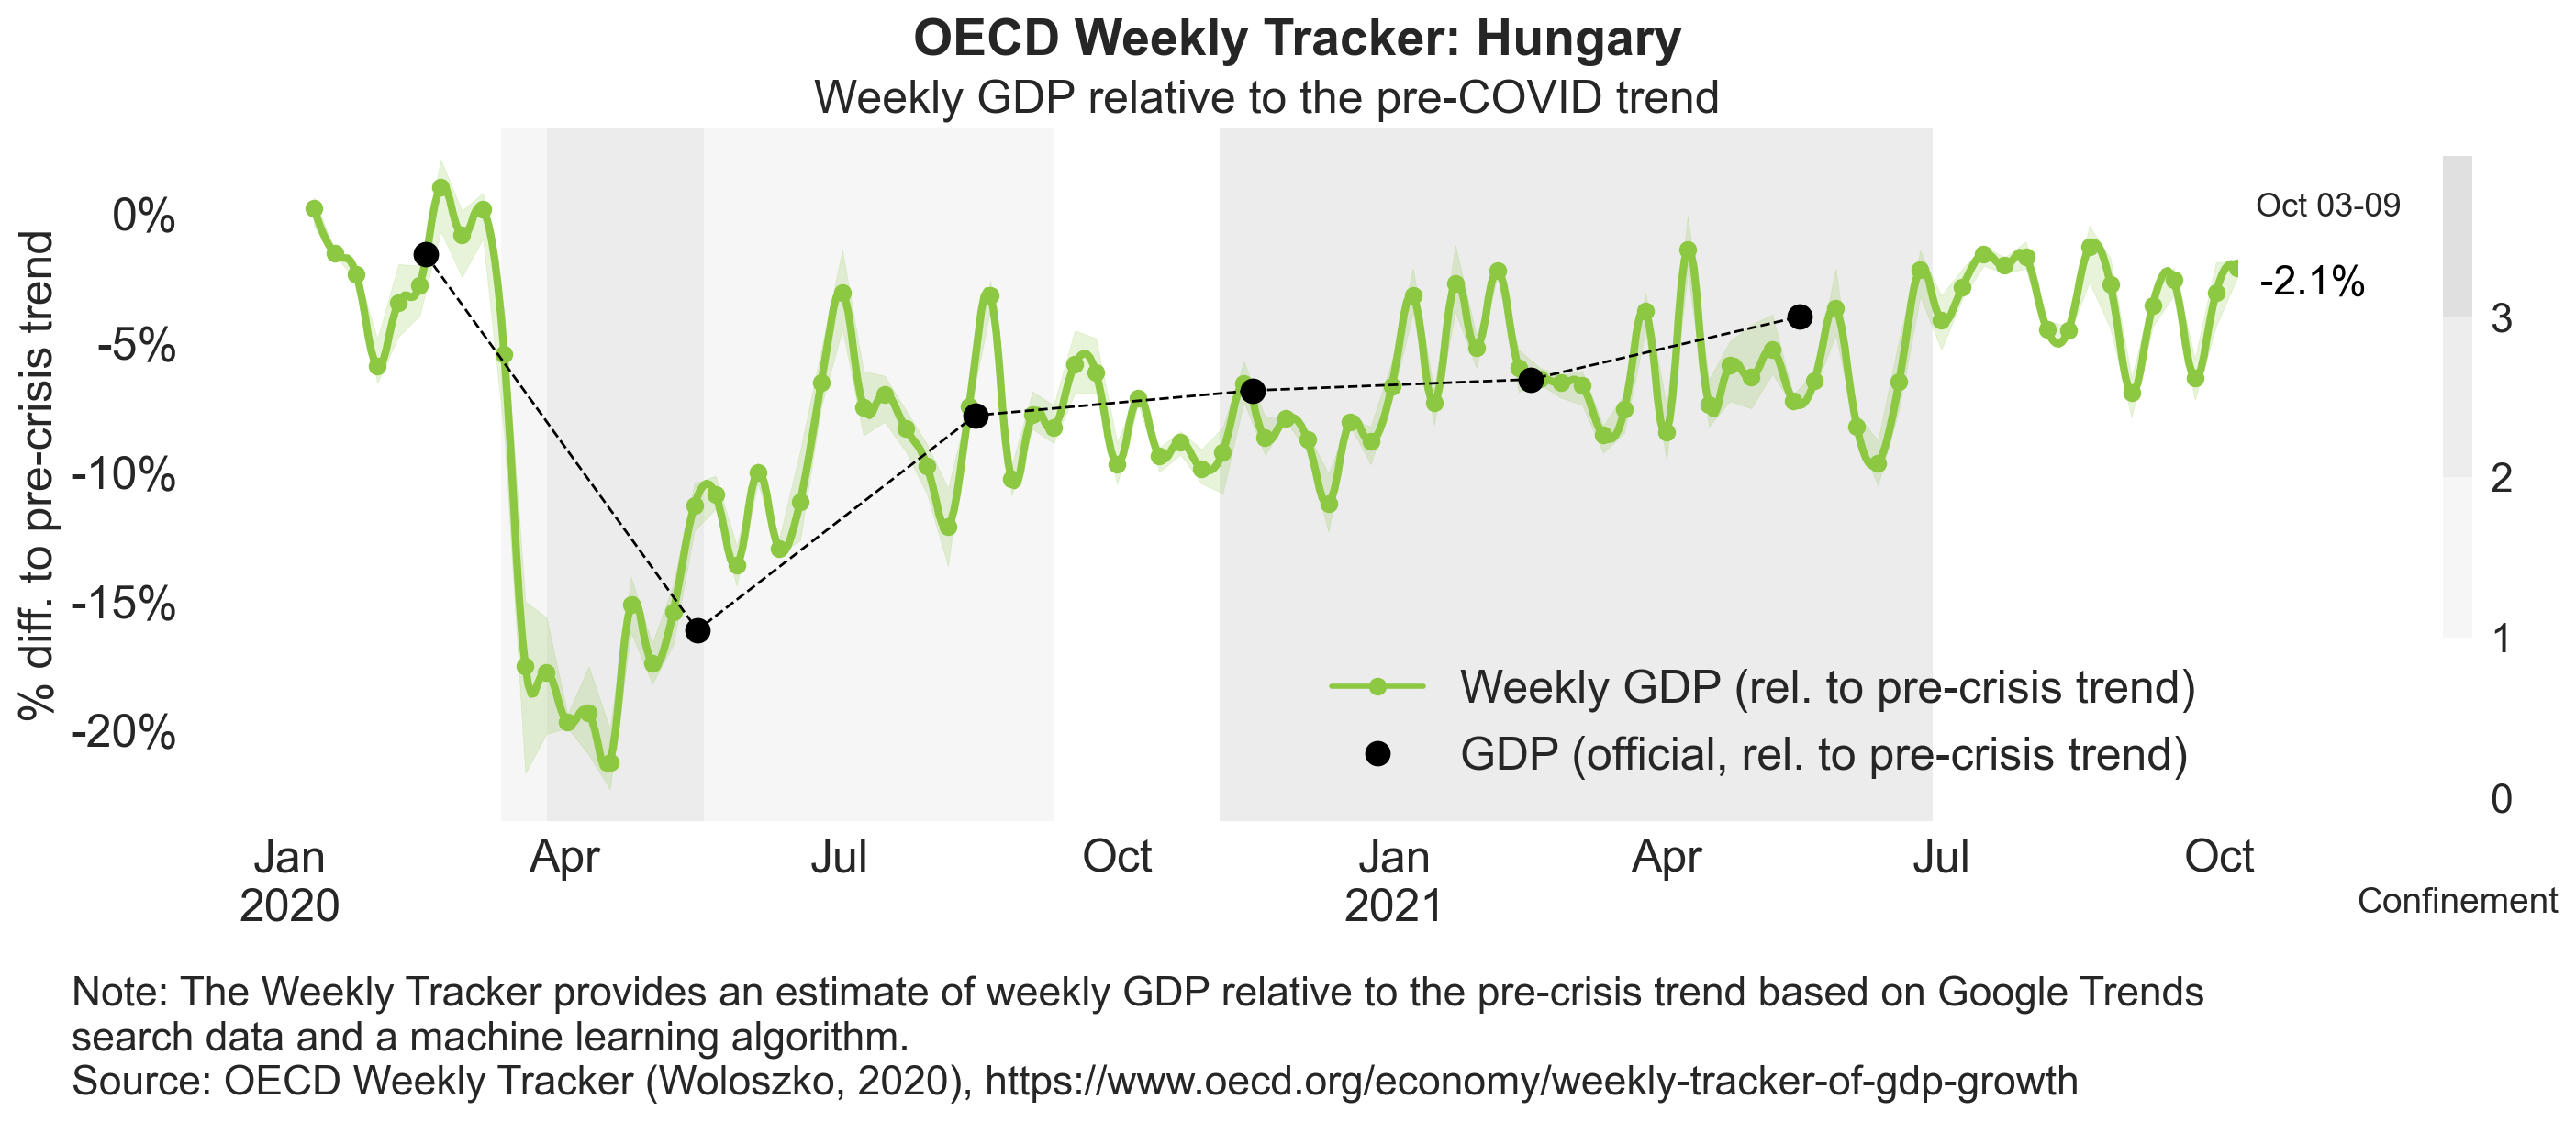 OECD Weekly Tracker: Hungary
Weekly GDP relative to the pre-COVID trend
% diff. to pre-crisis trend
0%
-5%
-10%
-15%
-20%
Oct 03-09
-2.1%
3
2
1
0
Confinement
Weekly GDP (rel. to pre-crisis trend)
GDP (official, rel. to pre-crisis trend)
Jan Apr Jul Oct Jan Apr Jul Oct
2020 2021
Note: The Weekly Tracker provides an estimate of weekly GDP relative to the pre-crisis trend based on Google Trends
search data and a machine learning algorithm.
Source: OECD Weekly Tracker (Woloszko, 2020), https://www.oecd.org/economy/weekly-tracker-of-gdp-growth